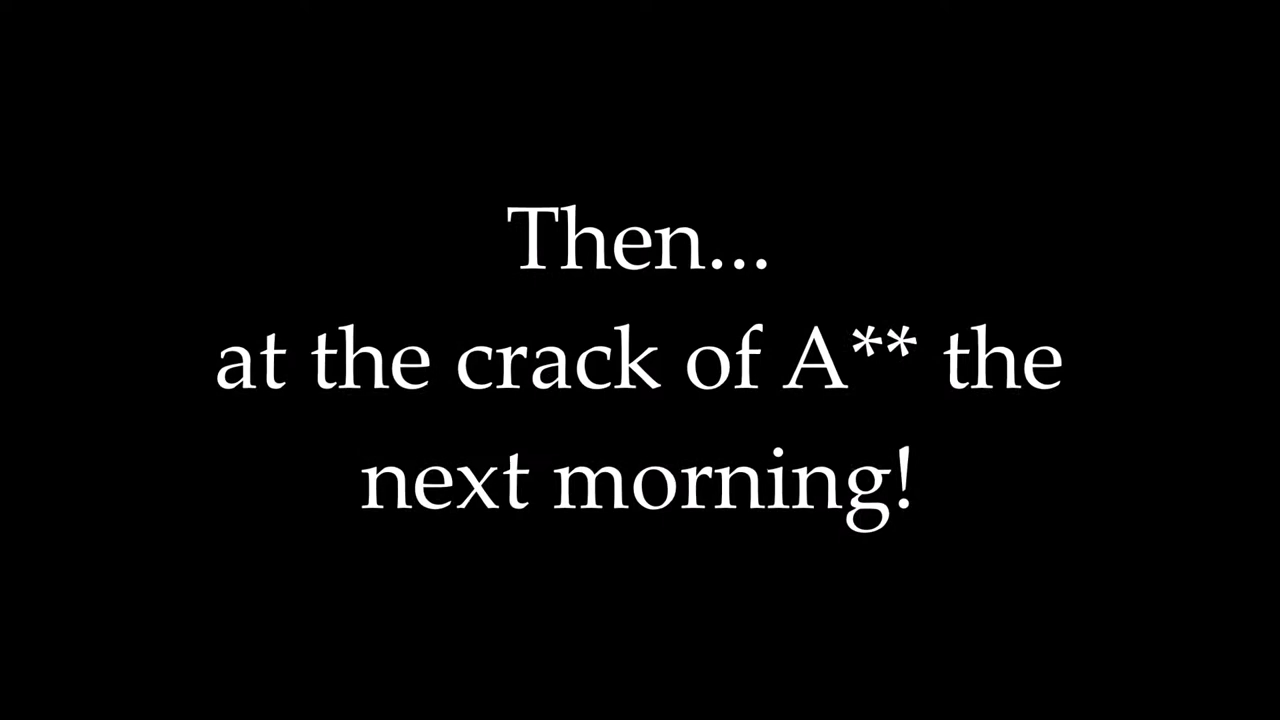 Then...
at the crack of A** the
next morning!